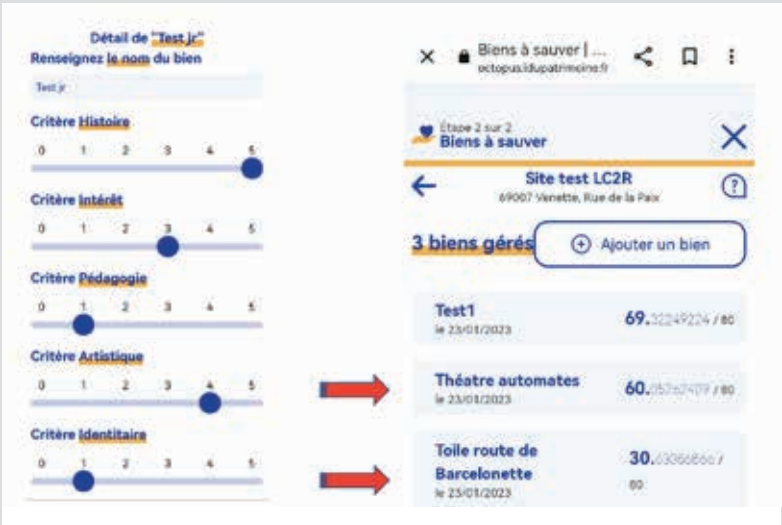 Détail de "Test jr"
Renseignez le nom du bien
Test jr
Critère Histoire
0 1 2 3 4 5
Critère Intérêt
0 1 2 3 4 5
Critère Pédagogie
0 1 2 3 4 5
Critère Artistique
0 1 2 3 4 5
Critère Identitaire
0 1 2 3 4 5
Biens à sauver | ...
octopus.idupatrimoine.fr
Étape 2 sur 2
Biens à sauver
Site test LC2R
69007 Venette, Rue de la Paix
3 biens gérés
Ajouter un bien
Test1
69. / 80
le 23/01/2023
Théatre automates
60. / 80
le 23/01/2023
Toile route de
Barcelonette
30. /
80
le 23/01/2023